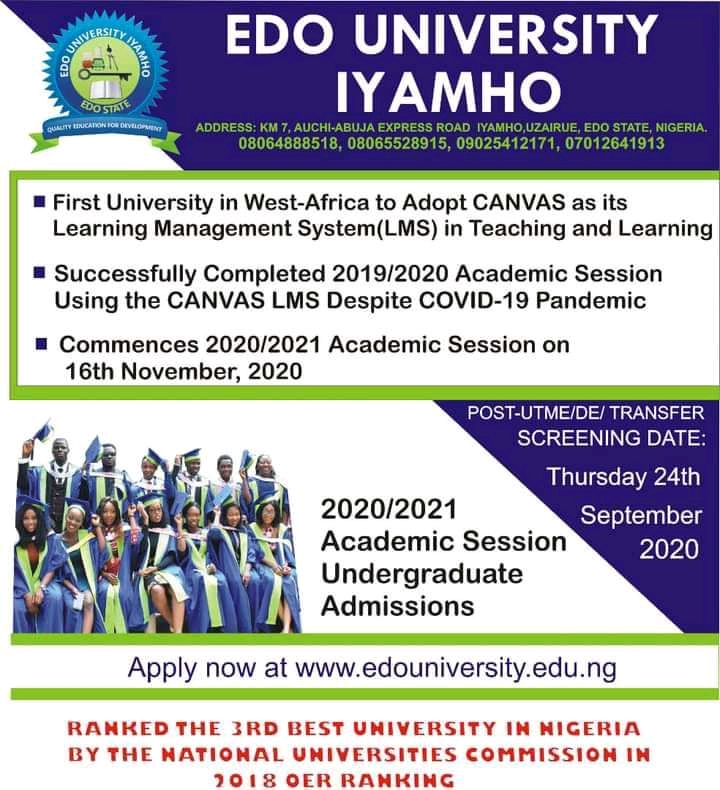 EDO UNIVERSITY IYAMHO
EDO STATE
QUALITY EDUCATION FOR DEVELOPMENT
EDO UNIVERSITY
IYAMHO
ADDRESS: KM 7, AUCHI-ABUJA EXPRESS ROAD IYAMHO,UZAIRUE, EDO STATE, NIGERIA.
08064888518, 08065528915, 09025412171, 07012641913
First University in West-Africa to Adopt CANVAS as its
Learning Management System(LMS) in Teaching and Learning
Successfully Completed 2019/2020 Academic Session
Using the CANVAS LMS Despite COVID-19 Pandemic
Commences 2020/2021 Academic Session on
16th November, 2020
POST-UTME/DE/ TRANSFER
SCREENING DATE:
Thursday 24th
September
2020
2020/2021
Academic Session
Undergraduate
Admissions
Apply now at www.edouniversity.edu.ng
RANKED THE 3RD BEST UNIVERSITY IN NIGERIA
BY THE NATIONAL UNIVERSITIES COMMISSION IN
2018 OER RANKING